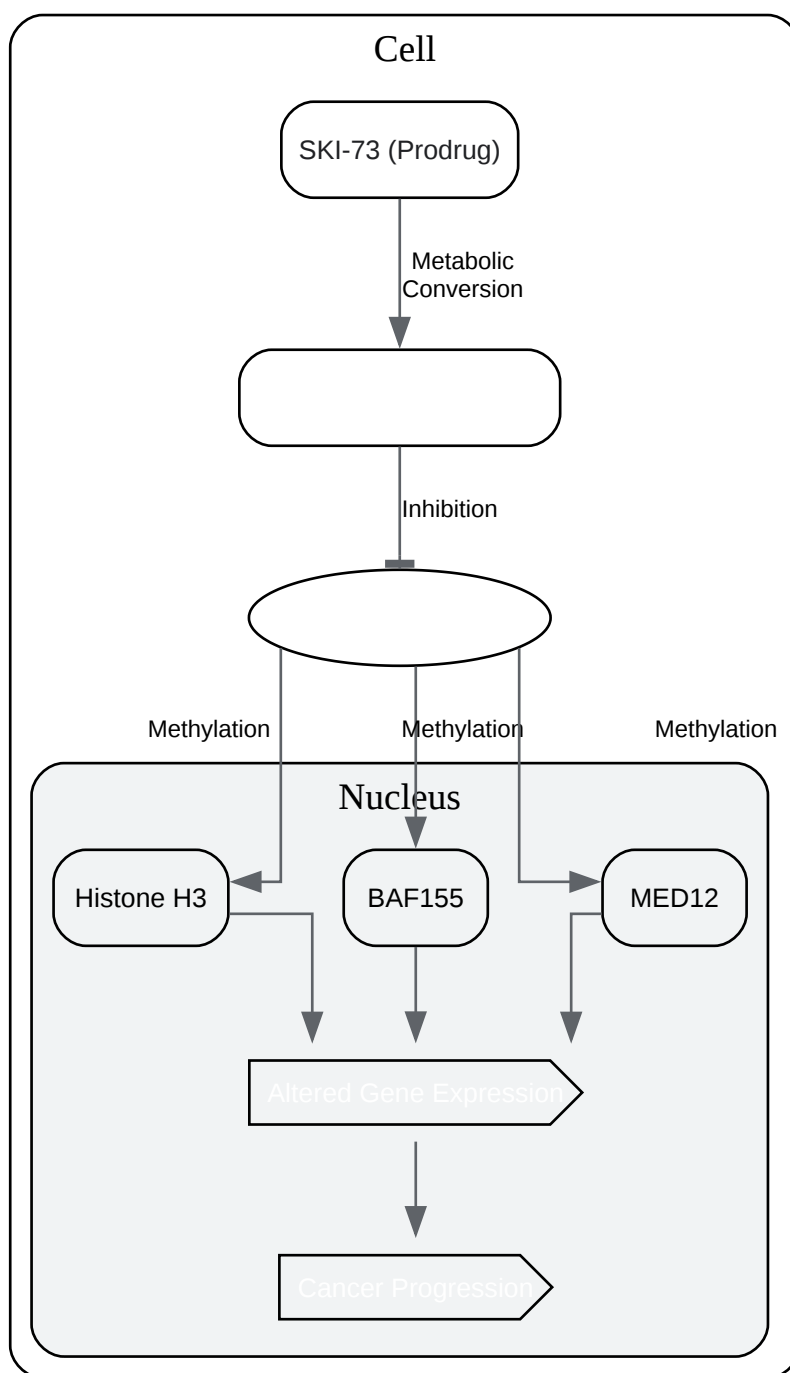 Cell
SKI-73 (Prodrug)
Metabolic
Conversion
Inhibition
Methylation Methylation Methylation
Nucleus
Histone H3 BAF155 MED12
Altered Gene Expression
Cancer Progression